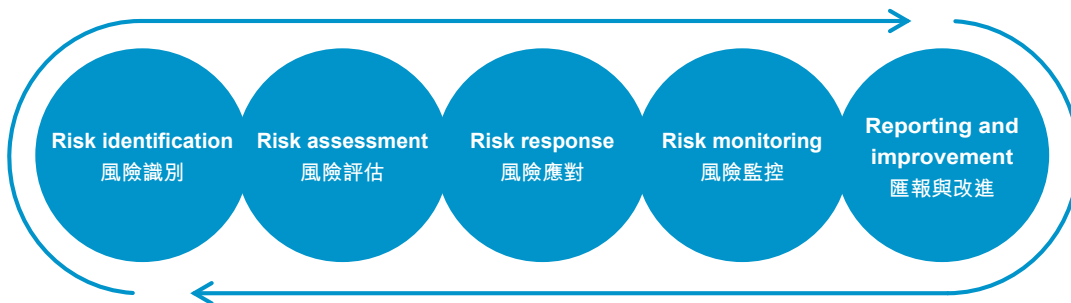 Risk identification
風險識別
Risk assessment
風險評估
Risk response
風險應對
Risk monitoring
風險監控
Reporting and
improvement
匯報與改進